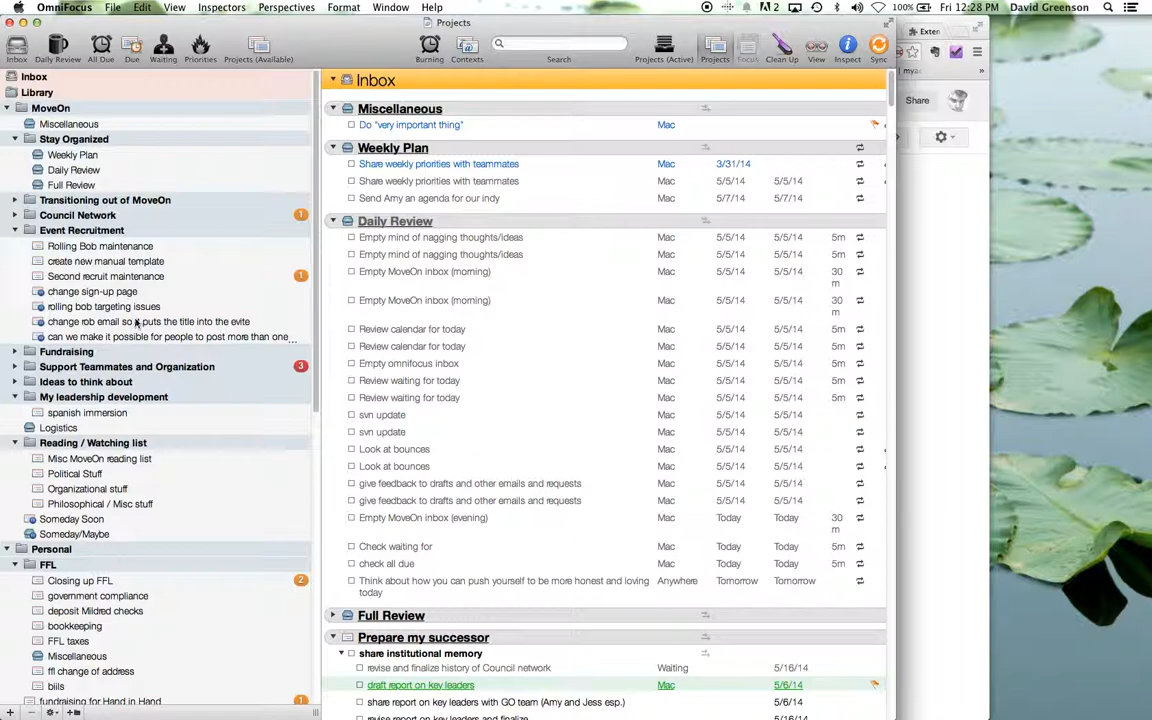 OmniFocus File Edit View Inspectors Perspectives Format Window Help
2 100% Fri 12:28 PM David Greenson
Projects
Inbox Daily Review All Due Due Waiting Priorities Projects (Available) Burning Contexts Search Projects (Active) Projects Focus Clean Up View Inspect Sync
Exten
Share
Inbox
Library
MoveOn
Miscellaneous
Stay Organized
Weekly Plan
Daily Review
Full Review
Transitioning out of MoveOn
Council Network 1
Event Recruitment
Rolling Bob maintenance
create new manual template
Second recruit maintenance 1
change sign-up page
rolling bob targeting issues
change rob email so puts the title into the evite
can we make it possible for people to post more than one...
Fundraising
Support Teammates and Organization 3
Ideas to think about
My leadership development
spanish immersion
Logistics
Reading / Watching list
Misc MoveOn reading list
Political Stuff
Organizational stuff
Philosophical / Misc stuff
Someday Soon
Someday/Maybe
Personal
FFL
Closing up FFL 2
government compliance
deposit Mildred checks
bookkeeping
FFL taxes
Miscellaneous
ffl change of address
biils
fundraising for Hand in Hand 1
Inbox
Miscellaneous
Do "very important thing" Mac
Weekly Plan
Share weekly priorities with teammates Mac 3/31/14
Share weekly priorities with teammates Mac 5/5/14 5/5/14
Send Amy an agenda for our indy Mac 5/7/14 5/7/14
Daily Review
Empty mind of nagging thoughts/ideas Mac 5/5/14 5/5/14 5m
Empty mind of nagging thoughts/ideas Mac 5/5/14 5/5/14 5m
Empty MoveOn inbox (morning) Mac 5/5/14 5/5/14 30
m
Empty MoveOn inbox (morning) Mac 5/5/14 5/5/14 30
m
Review calendar for today Mac 5/5/14 5/5/14 5m
Review calendar for today Mac 5/5/14 5/5/14 5m
Empty omnifocus inbox Mac 5/5/14 5/5/14 5m
Review waiting for today Mac 5/5/14 5/5/14 5m
Review waiting for today Mac 5/5/14 5/5/14 5m
svn update Mac 5/5/14 5/5/14
svn update Mac 5/5/14 5/5/14
Look at bounces Mac 5/5/14 5/5/14
Look at bounces Mac 5/5/14 5/5/14
give feedback to drafts and other emails and requests Mac 5/5/14 5/5/14
give feedback to drafts and other emails and requests Mac 5/5/14 5/5/14
Empty MoveOn inbox (evening) Mac Today Today 30
m
Check waiting for Mac Today Today 5m
check all due Mac Today Today 5m
Think about how you can push yourself to be more honest and loving Anywhere Tomorrow Tomorrow
today
Full Review
Prepare my successor
share institutional memory
revise and finalize history of Council network Waiting 5/16/14
draft report on key leaders Mac 5/6/14
share report on key leaders with GO team (Amy and Jess esp.) 5/6/14
revise report on key leaders and finalize 5/16/14